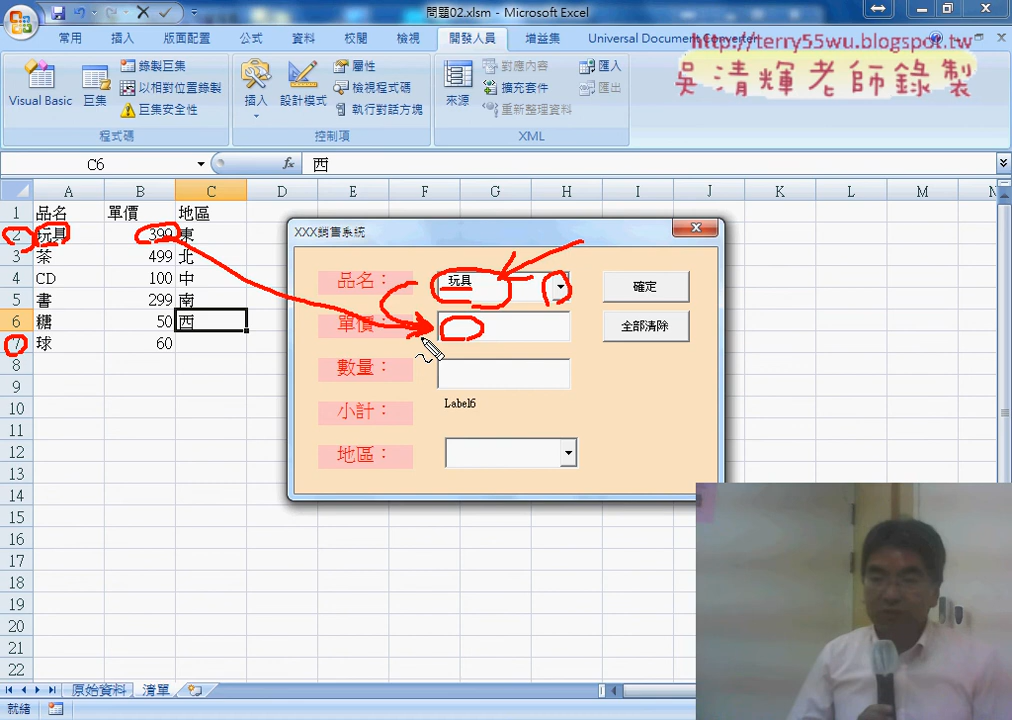 問題02.xlsm - Microsoft Excel
常用 插入 版面配置 公式 資料 校閱 檢視 開發人員 增益集 Universal Document Converter
http://terry55wu.blogspot.tw
吳清輝老師錄製
Visual Basic 巨集 錄製巨集 以相對位置錄製 巨集安全性
插入 設計模式 屬性 檢視程式碼 執行對話方塊
來源 對應內容 擴充套件 重新整理資料 匯入 匯出
程式碼 控制項 XML
C6 fx 西
A B C D E F G H I J K L M N
1 品名 單價 地區
2 玩具 399 東
3 茶 499 北
4 CD 100 中
5 書 299 南
6 糖 50 西
7 球 60
8
9
10
11
12
13
14
15
16
17
18
19
20
21
22
XXX銷售系統
品名： 玩具 確定
單價： 全部清除
數量：
小計： Label6
地區：
原始資料 清單
就緒